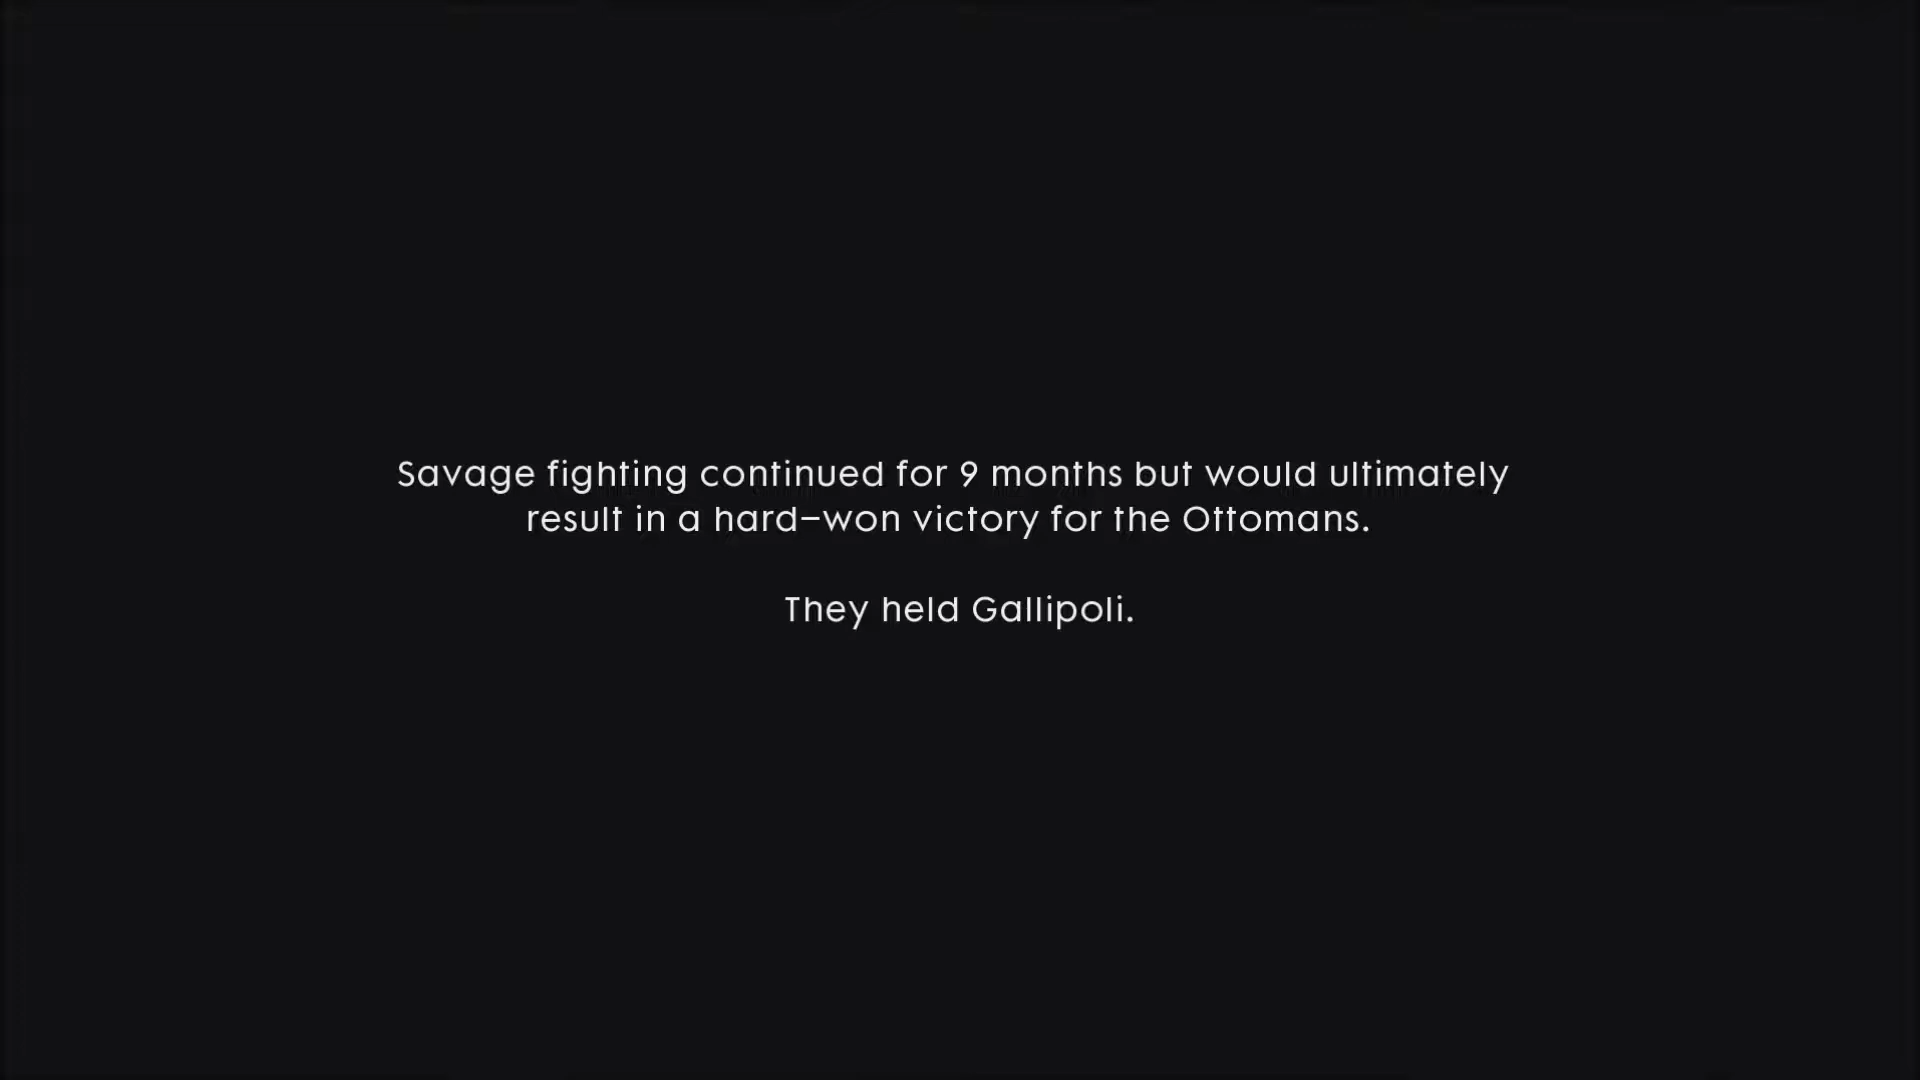 Savage fighting continued for 9 months but would ultimately
result in a hard-won victory for the Ottomans.
They held Gallipoli.